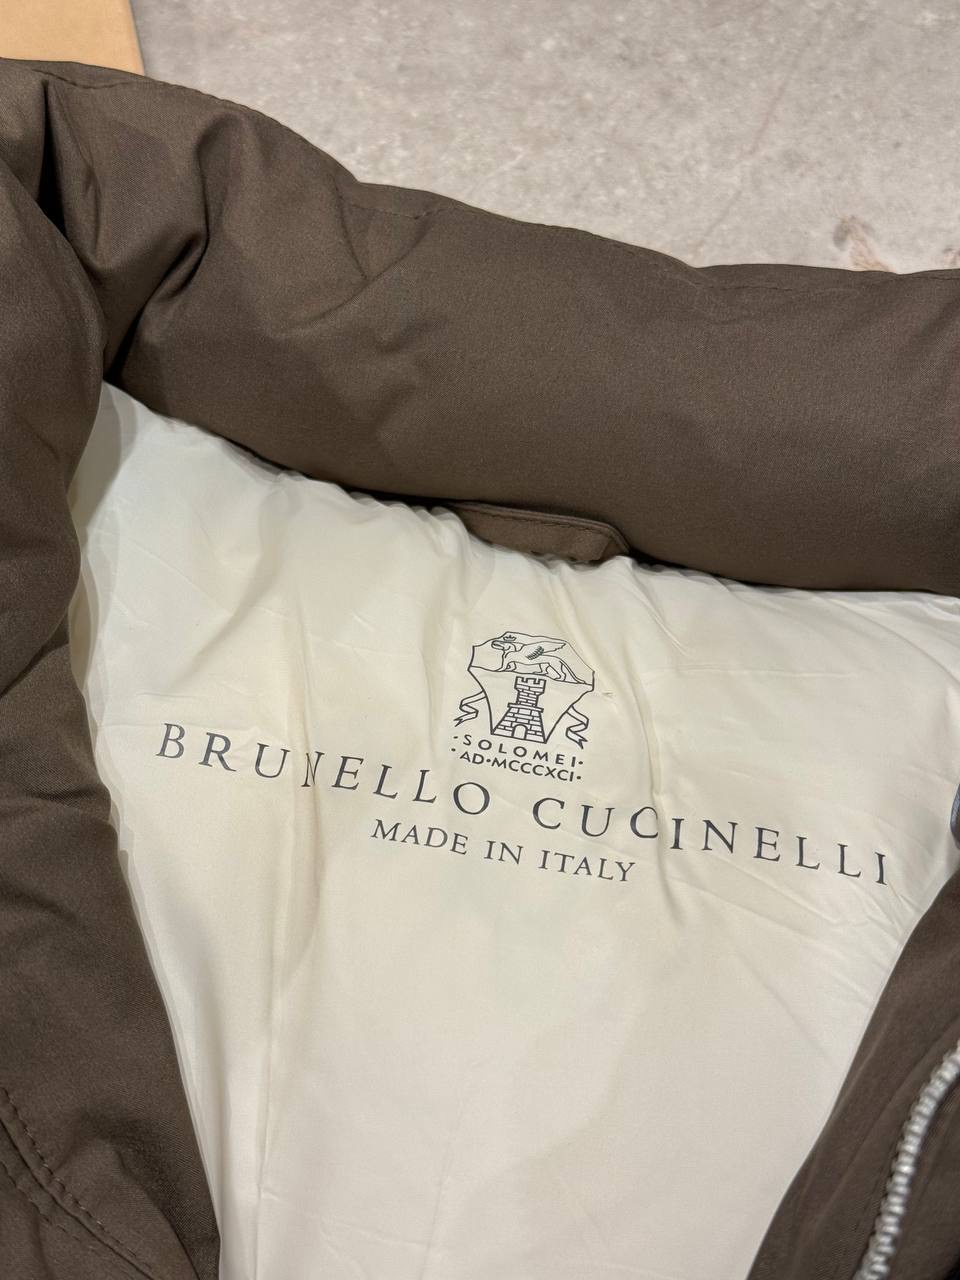 ·SOLOMEI·
·AD·MCCCXCI·
BRUNELLO CUCINELLI
MADE IN ITALY